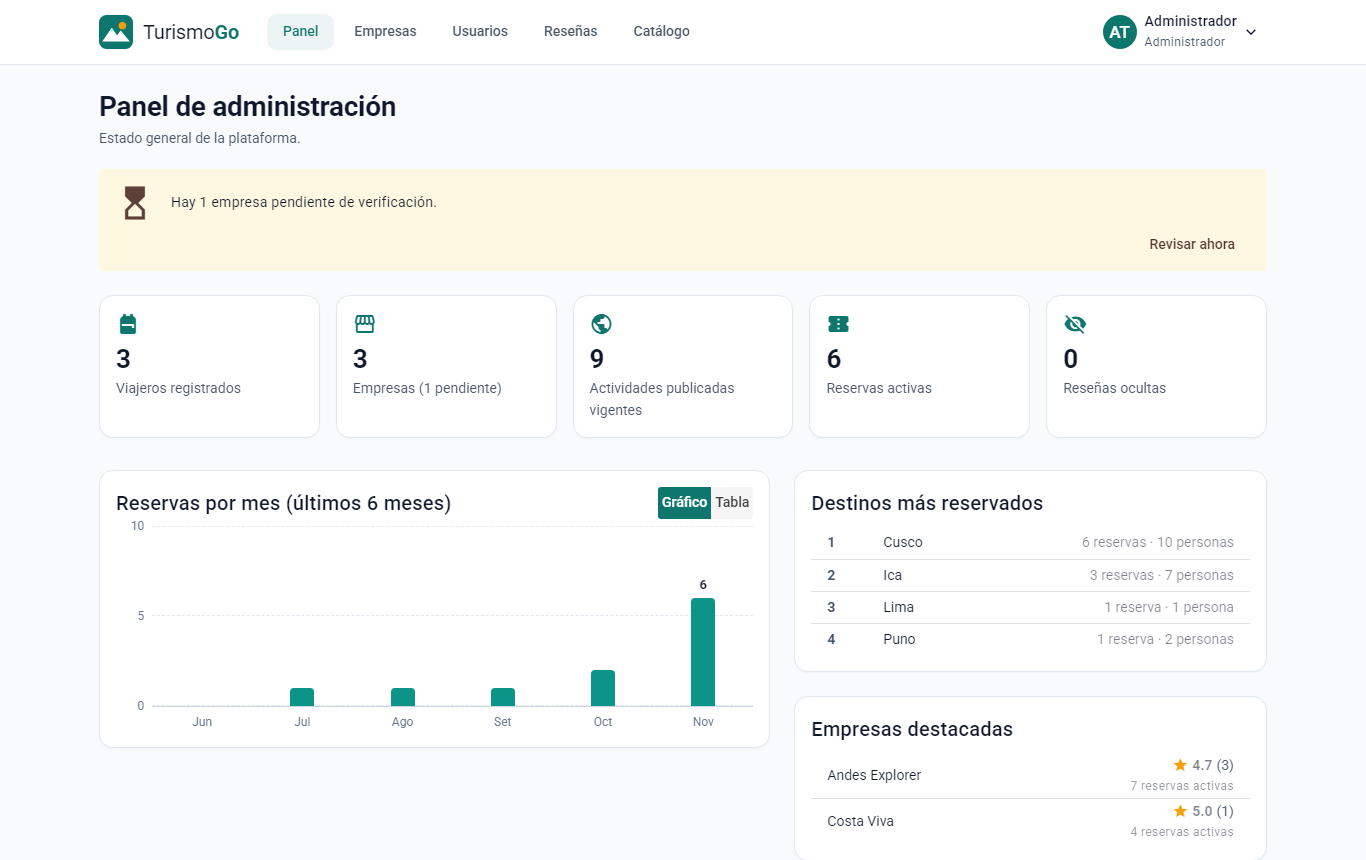 TurismoGo
Panel
Empresas
Usuarios
Reseñas
Catálogo
AT
Administrador
Administrador
Panel de administración
Estado general de la plataforma.
Hay 1 empresa pendiente de verificación.
Revisar ahora
3
Viajeros registrados
3
Empresas (1 pendiente)
9
Actividades publicadas
vigentes
6
Reservas activas
0
Reseñas ocultas
Reservas por mes (últimos 6 meses)
Gráfico
Tabla
10
5
0
6
Jun
Jul
Ago
Set
Oct
Nov
Destinos más reservados
1 Cusco 6 reservas · 10 personas
2 Ica 3 reservas · 7 personas
3 Lima 1 reserva · 1 persona
4 Puno 1 reserva · 2 personas
Empresas destacadas
Andes Explorer
4.7 (3)
7 reservas activas
Costa Viva
5.0 (1)
4 reservas activas